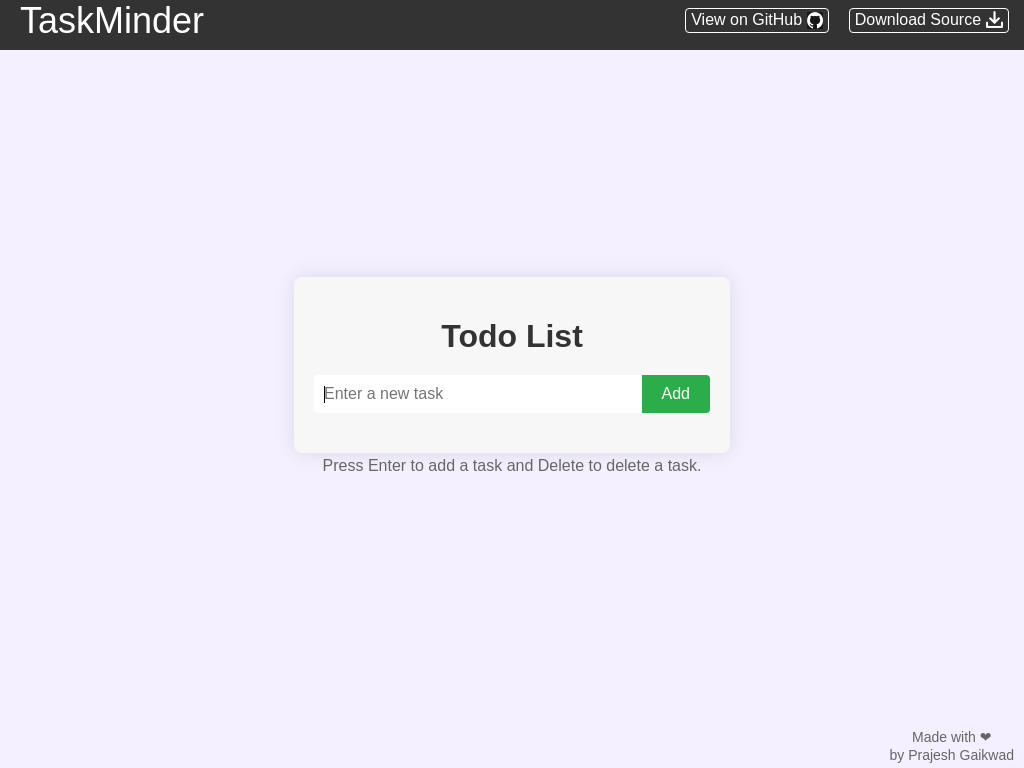 TaskMinder
View on GitHub
Download Source
Todo List
Enter a new task
Add
Press Enter to add a task and Delete to delete a task.
Made with ❤
by Prajesh Gaikwad